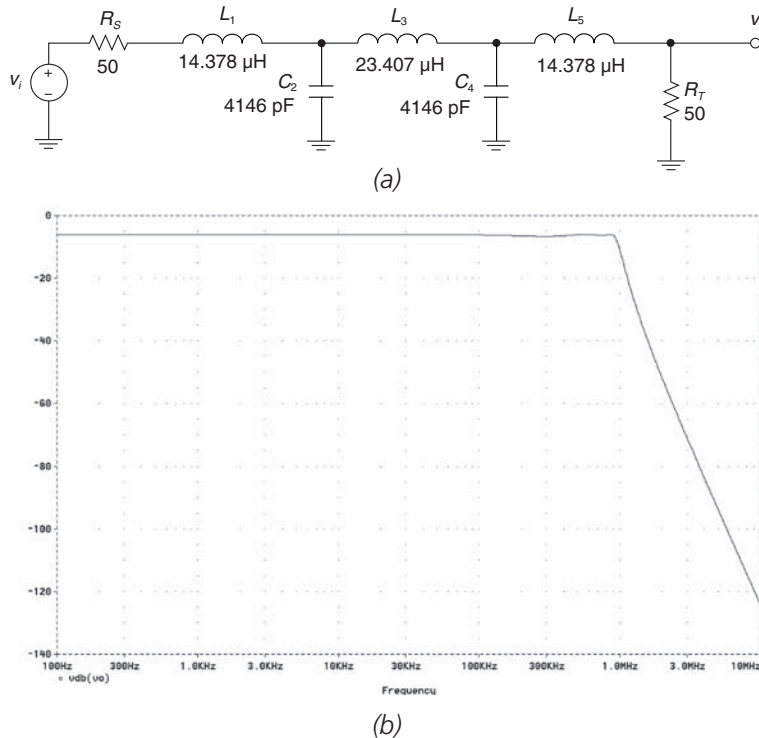 R_S L_1 L_3 L_5 v
50 14.378 µH 23.407 µH 14.378 µH
v_i + −
C_2 C_4 R_T
4146 pF 4146 pF 50
(a)
0
-20
-40
-60
-80
-100
-120
-140
100Hz 300Hz 1.0KHz 3.0KHz 10KHz 30KHz 100KHz 300KHz 1.0MHz 3.0MHz 10MHz
vdb(vo)
Frequency
(b)